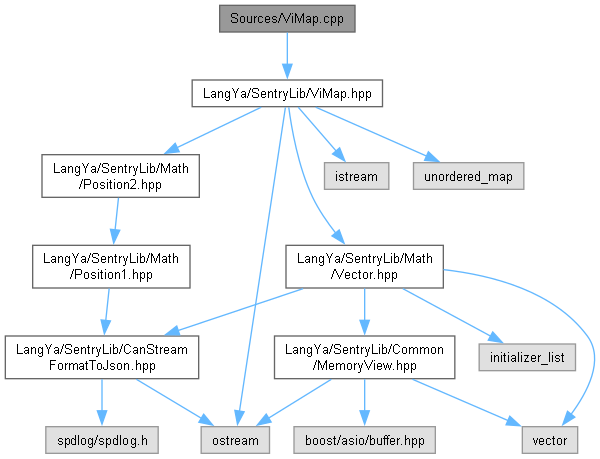 Sources/ViMap.cpp
LangYa/SentryLib/ViMap.hpp
LangYa/SentryLib/Math
/Position2.hpp
istream
unordered_map
LangYa/SentryLib/Math
/Position1.hpp
LangYa/SentryLib/Math
/Vector.hpp
LangYa/SentryLib/CanStream
FormatToJson.hpp
LangYa/SentryLib/Common
/MemoryView.hpp
initializer_list
spdlog/spdlog.h
ostream
boost/asio/buffer.hpp
vector